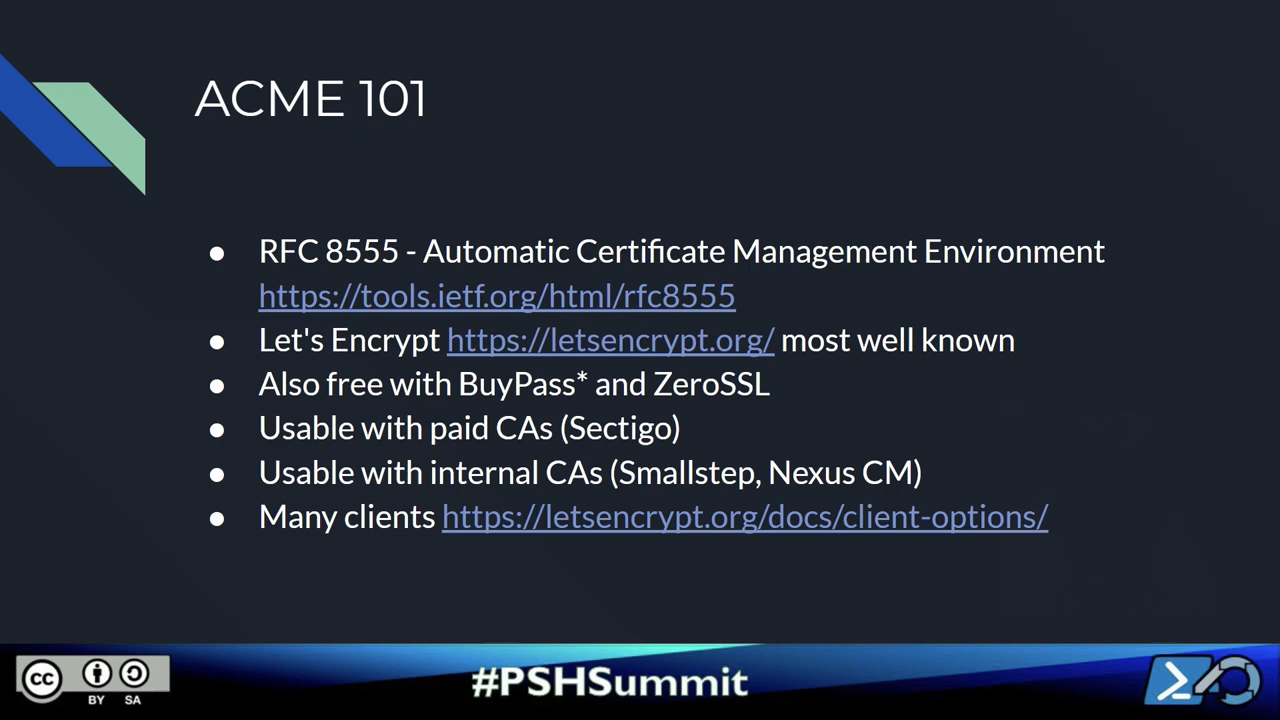 ACME 101
● RFC 8555 - Automatic Certificate Management Environment
https://tools.ietf.org/html/rfc8555
● Let's Encrypt https://letsencrypt.org/ most well known
● Also free with BuyPass* and ZeroSSL
● Usable with paid CAs (Sectigo)
● Usable with internal CAs (Smallstep, Nexus CM)
● Many clients https://letsencrypt.org/docs/client-options/
cc
BY SA
#PSHSummit